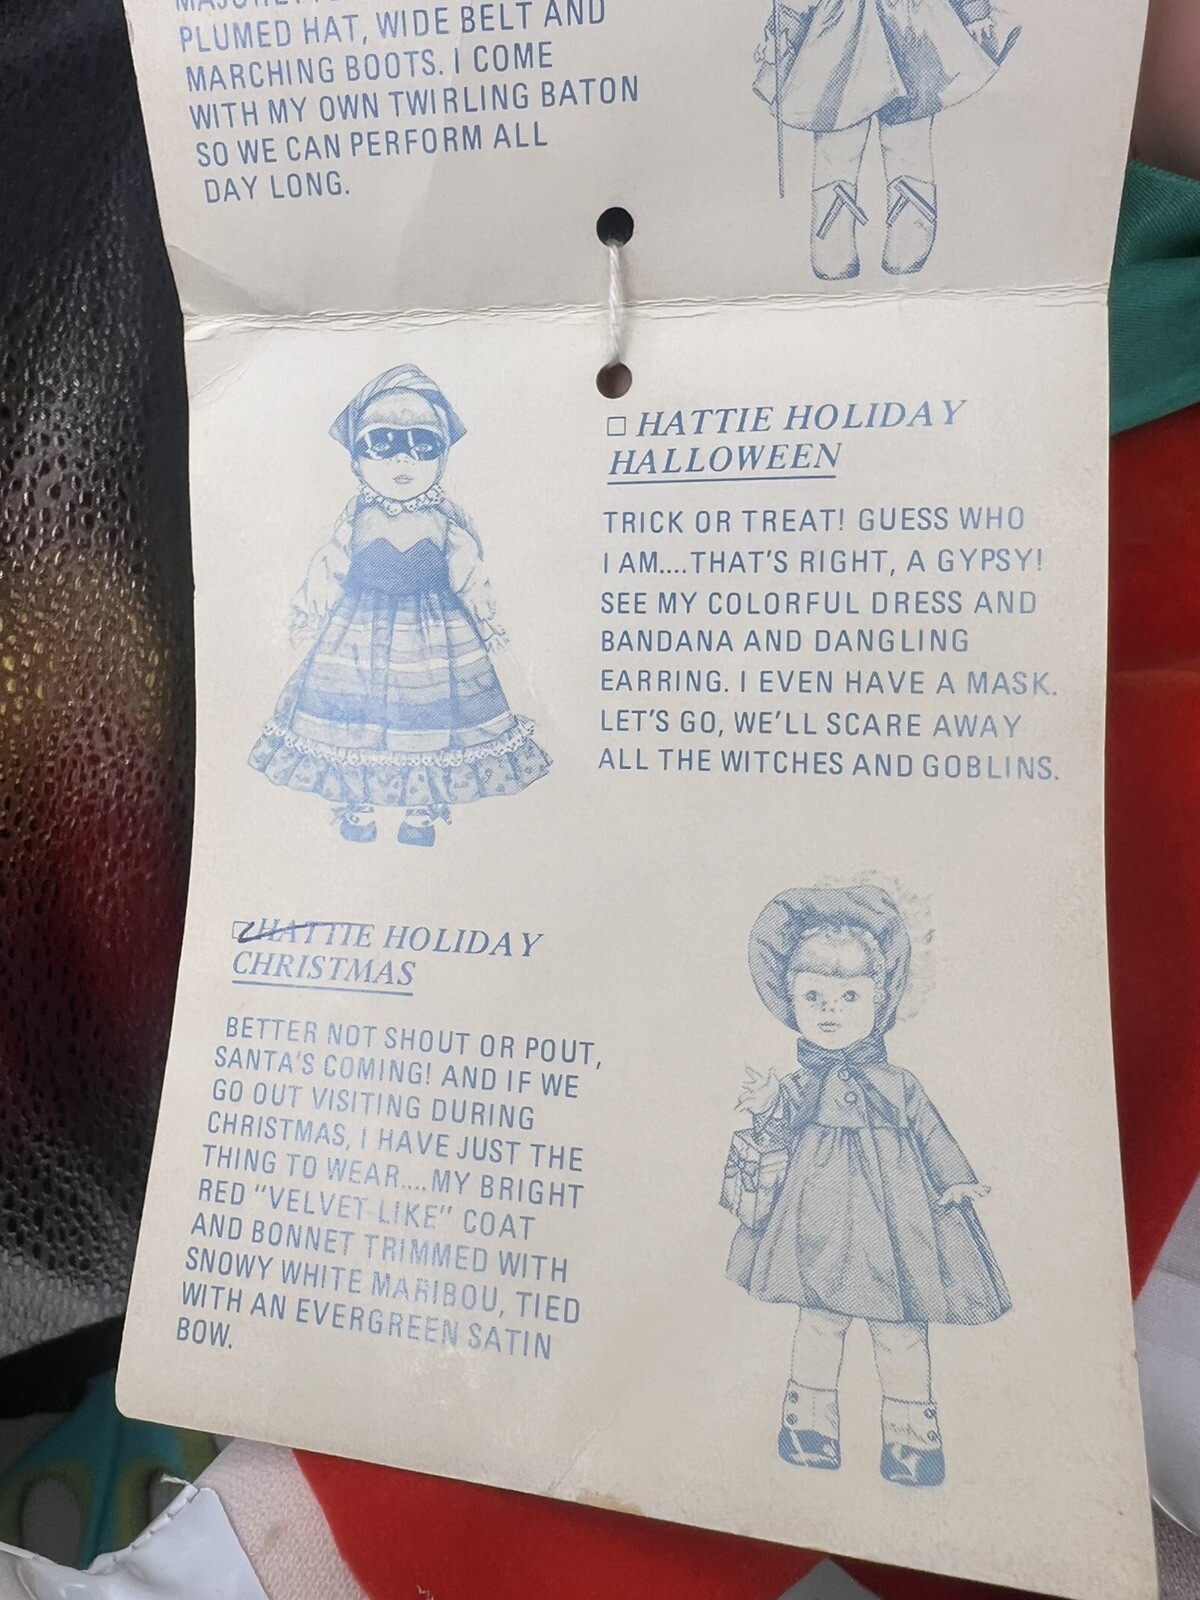 PLUMED HAT, WIDE BELT AND
MARCHING BOOTS. I COME
WITH MY OWN TWIRLING BATON
SO WE CAN PERFORM ALL
DAY LONG.
HATTIE HOLIDAY
HALLOWEEN
TRICK OR TREAT! GUESS WHO
I AM....THAT'S RIGHT, A GYPSY!
SEE MY COLORFUL DRESS AND
BANDANA AND DANGLING
EARRING. I EVEN HAVE A MASK.
LET'S GO, WE'LL SCARE AWAY
ALL THE WITCHES AND GOBLINS.
HATTIE HOLIDAY
CHRISTMAS
BETTER NOT SHOUT OR POUT,
SANTA'S COMING! AND IF WE
GO OUT VISITING DURING
CHRISTMAS, I HAVE JUST THE
THING TO WEAR....MY BRIGHT
RED "VELVET-LIKE" COAT
AND BONNET TRIMMED WITH
SNOWY WHITE MARIBOU, TIED
WITH AN EVERGREEN SATIN
BOW.